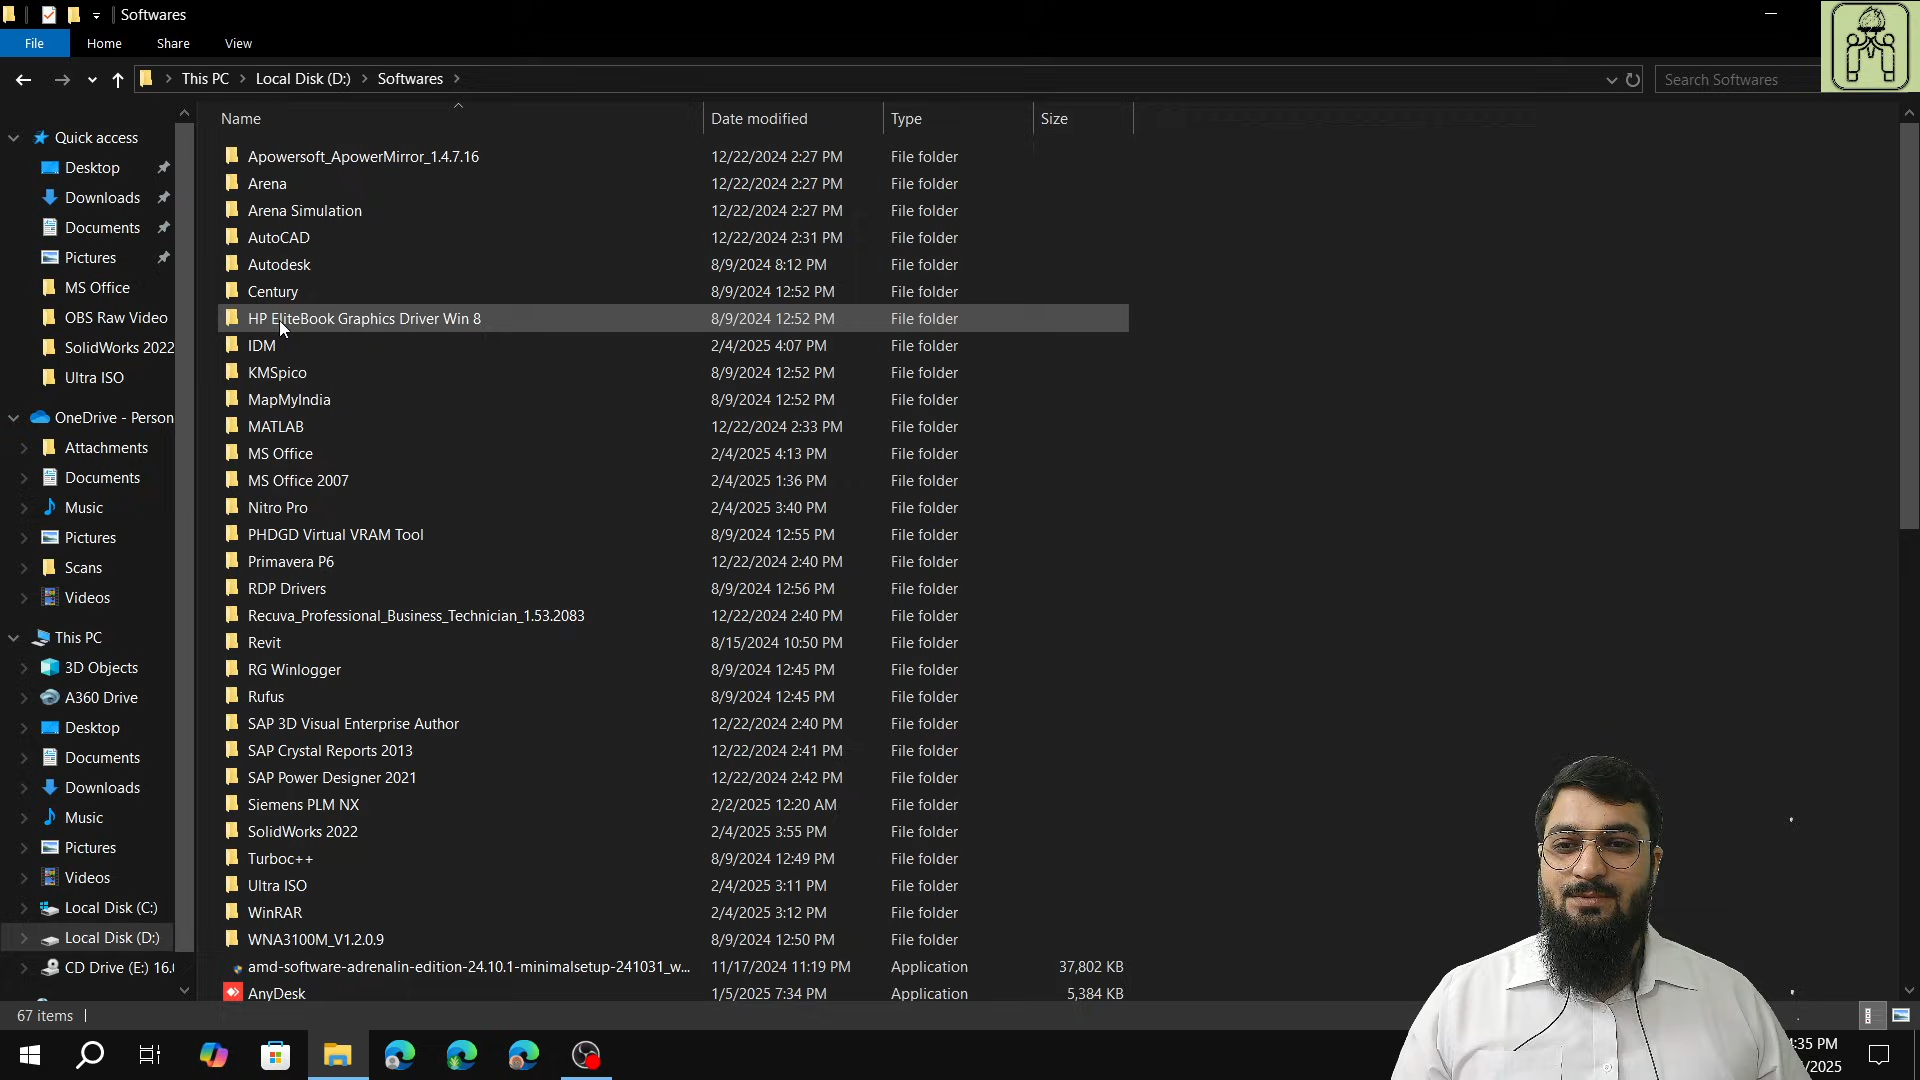 Softwares
File Home Share View
This PC Local Disk (D:) Softwares
Search Softwares
Name Date modified Type Size
Quick access
Desktop
Downloads
Documents
Pictures
MS Office
OBS Raw Video
SolidWorks 2022
Ultra ISO
OneDrive - Person
Attachments
Documents
Music
Pictures
Scans
Videos
This PC
3D Objects
A360 Drive
Desktop
Documents
Downloads
Music
Pictures
Videos
Local Disk (C:)
Local Disk (D:)
CD Drive (E:) 16.
Apowersoft_ApowerMirror_1.4.7.16 12/22/2024 2:27 PM File folder
Arena 12/22/2024 2:27 PM File folder
Arena Simulation 12/22/2024 2:27 PM File folder
AutoCAD 12/22/2024 2:31 PM File folder
Autodesk 8/9/2024 8:12 PM File folder
Century 8/9/2024 12:52 PM File folder
HP EliteBook Graphics Driver Win 8 8/9/2024 12:52 PM File folder
IDM 2/4/2025 4:07 PM File folder
KMSpico 8/9/2024 12:52 PM File folder
MapMyIndia 8/9/2024 12:52 PM File folder
MATLAB 12/22/2024 2:33 PM File folder
MS Office 2/4/2025 4:13 PM File folder
MS Office 2007 2/4/2025 1:36 PM File folder
Nitro Pro 2/4/2025 3:40 PM File folder
PHDGD Virtual VRAM Tool 8/9/2024 12:55 PM File folder
Primavera P6 12/22/2024 2:40 PM File folder
RDP Drivers 8/9/2024 12:56 PM File folder
Recuva_Professional_Business_Technician_1.53.2083 12/22/2024 2:40 PM File folder
Revit 8/15/2024 10:50 PM File folder
RG Winlogger 8/9/2024 12:45 PM File folder
Rufus 8/9/2024 12:45 PM File folder
SAP 3D Visual Enterprise Author 12/22/2024 2:40 PM File folder
SAP Crystal Reports 2013 12/22/2024 2:41 PM File folder
SAP Power Designer 2021 12/22/2024 2:42 PM File folder
Siemens PLM NX 2/2/2025 12:20 AM File folder
SolidWorks 2022 2/4/2025 3:55 PM File folder
Turboc++ 8/9/2024 12:49 PM File folder
Ultra ISO 2/4/2025 3:11 PM File folder
WinRAR 2/4/2025 3:12 PM File folder
WNA3100M_V1.2.0.9 8/9/2024 12:50 PM File folder
amd-software-adrenalin-edition-24.10.1-minimalsetup-241031_w... 11/17/2024 11:19 PM Application 37,802 KB
AnyDesk 1/5/2025 7:34 PM Application 5,384 KB
67 items
:35 PM
/2025